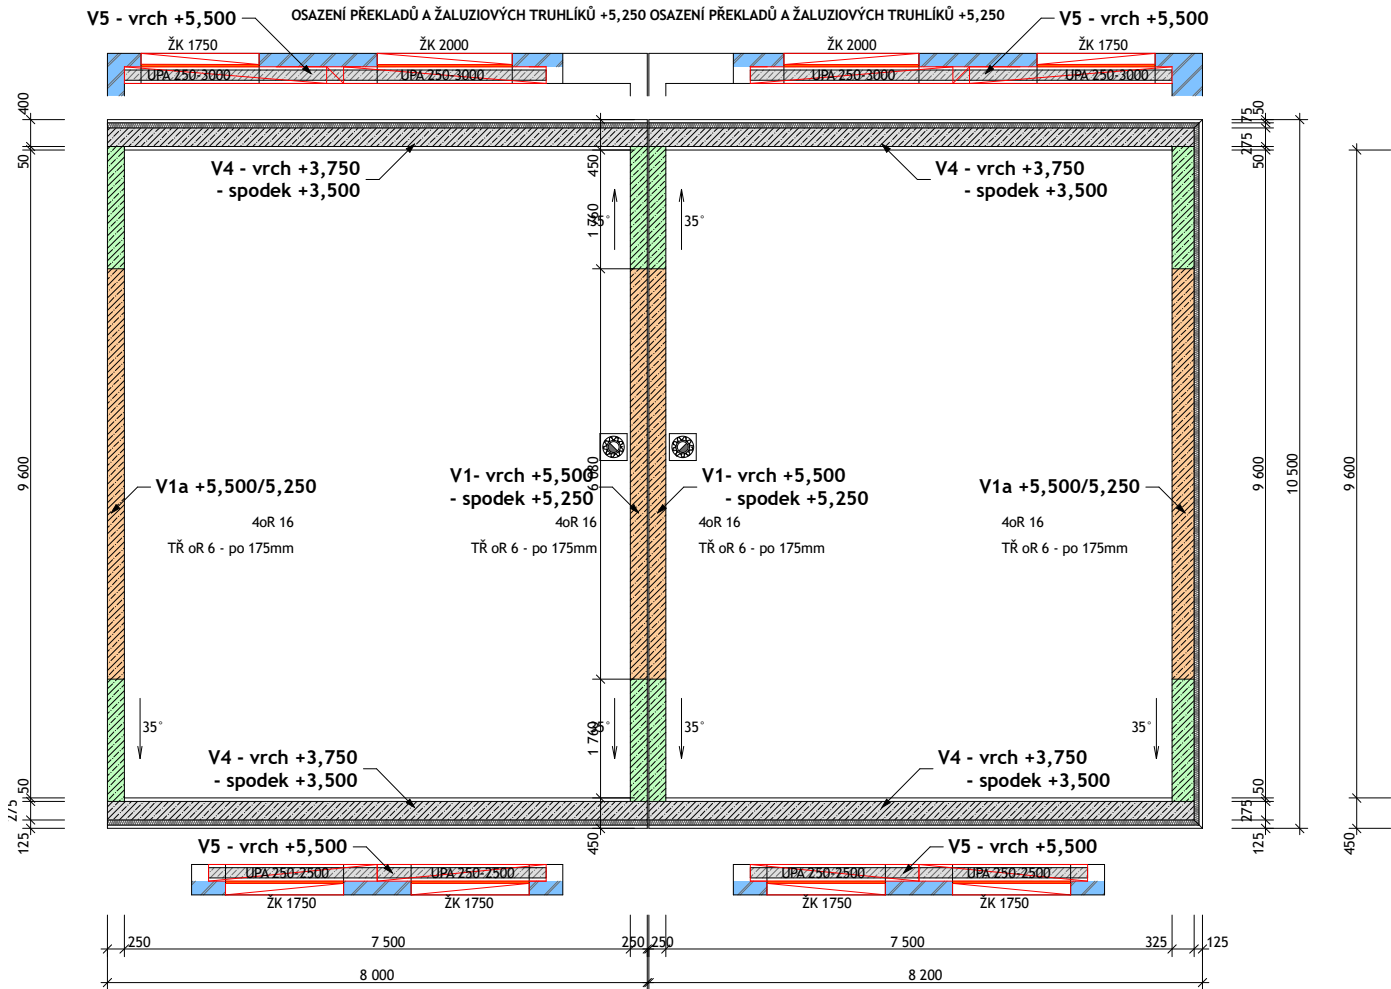 OSAZENÍ PŘEKLADŮ A ŽALUZIOVÝCH TRUHLÍKŮ +5,250 OSAZENÍ PŘEKLADŮ A ŽALUZIOVÝCH TRUHLÍKŮ +5,250
V5 - vrch +5,500
V5 - vrch +5,500
ŽK 1750
ŽK 2000
ŽK 2000
ŽK 1750
UPA 250-3000
UPA 250-3000
UPA 250-3000
UPA 250-3000
400
50
9 600
50
275
125
V4 - vrch +3,750
- spodek +3,500
V4 - vrch +3,750
- spodek +3,500
450
1 760
35°
35°
6 080
V1a +5,500/5,250
V1- vrch +5,500
- spodek +5,250
V1- vrch +5,500
- spodek +5,250
V1a +5,500/5,250
4oR 16
4oR 16
4oR 16
4oR 16
TŘ oR 6 - po 175mm
TŘ oR 6 - po 175mm
TŘ oR 6 - po 175mm
TŘ oR 6 - po 175mm
35°
1 760
35°
35°
35°
V4 - vrch +3,750
- spodek +3,500
V4 - vrch +3,750
- spodek +3,500
450
75
50
275
50
9 600
50
275
125
10 500
9 600
450
V5 - vrch +5,500
V5 - vrch +5,500
UPA 250-2500
UPA 250-2500
UPA 250-2500
UPA 250-2500
ŽK 1750
ŽK 1750
ŽK 1750
ŽK 1750
250
7 500
250
250
7 500
325
125
8 000
8 200